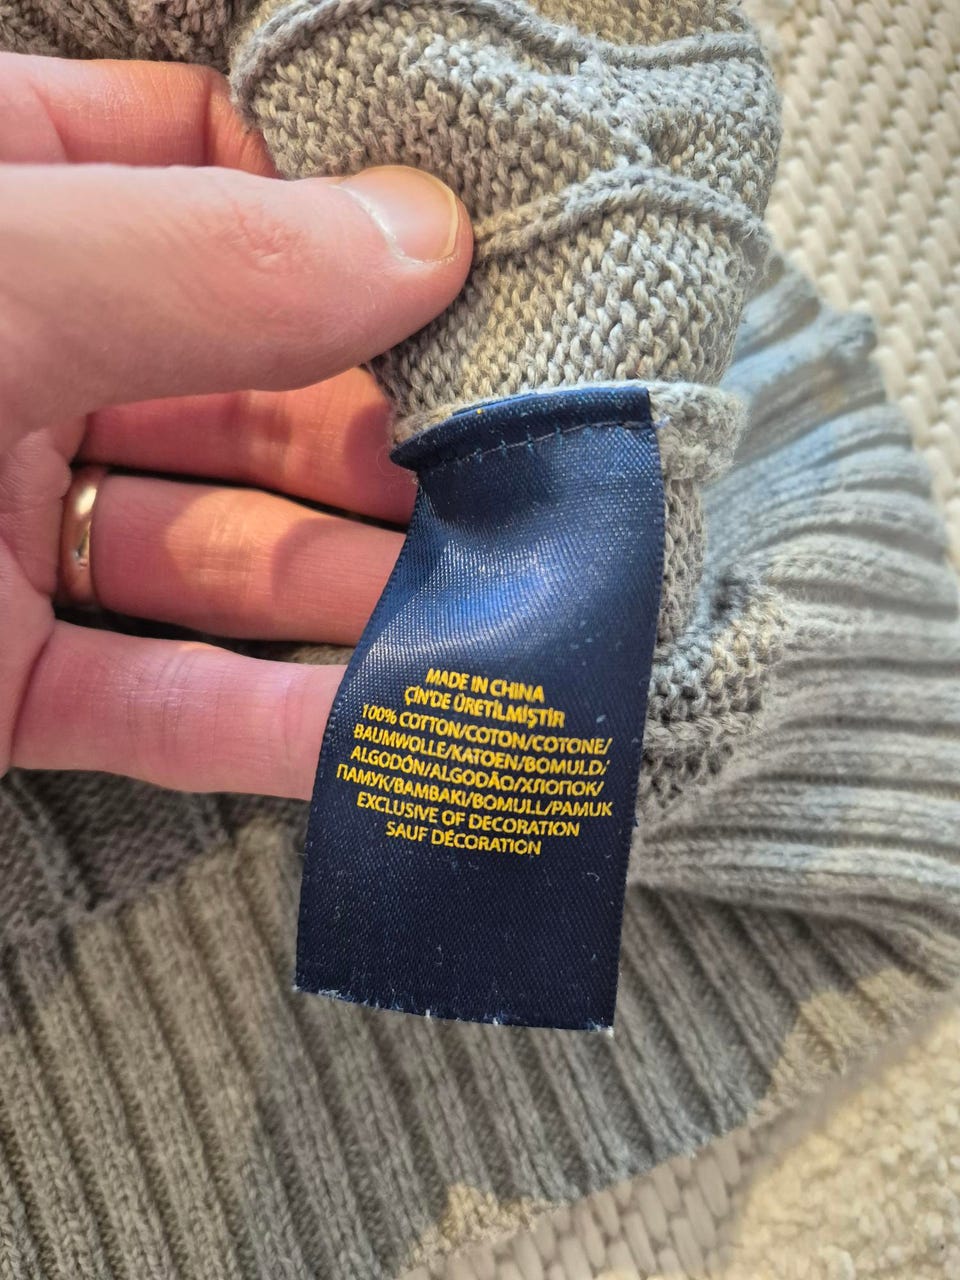 MADE IN CHINA
ÇİN'DE ÜRETİLMİŞTİR
100% COTTON/COTON/COTONE/
BAUMWOLLE/KATOEN/BOMULD/
ALGODÓN/ALGODÃO/ХЛОПОК/
ПАМУК/BAMBAKI/BOMULL/PAMUK
EXCLUSIVE OF DECORATION
SAUF DÉCORATION